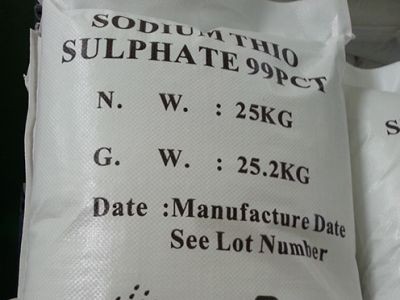 SODIUM THIO
SULPHATE 99PCT
N. W. : 25KG
G. W. : 25.2KG
Date :Manufacture Date
See Lot Number